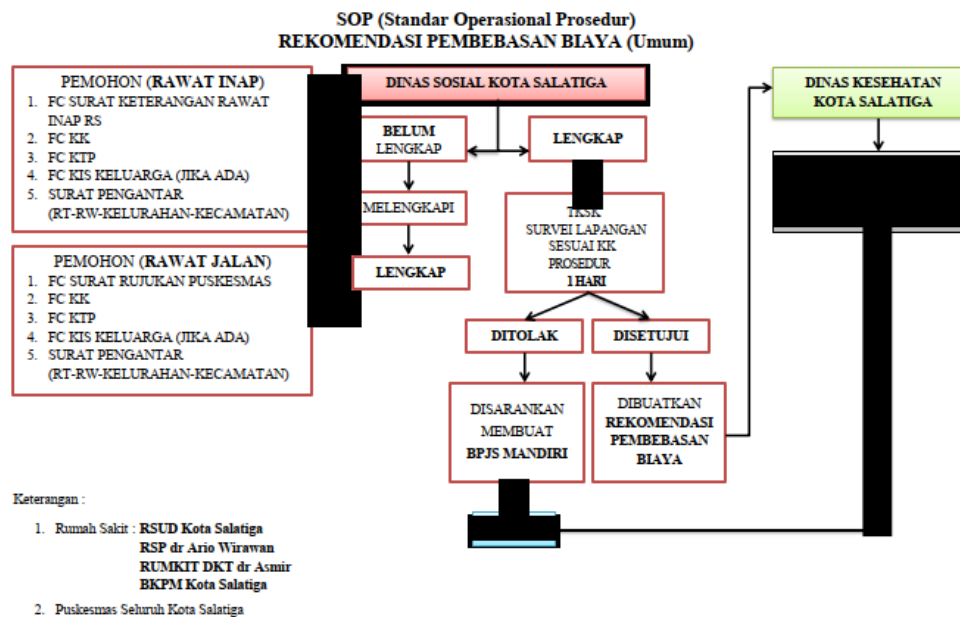 SOP (Standar Operasional Prosedur)
REKOMENDASI PEMBEBASAN BIAYA (Umum)
PEMOHON (RAWAT INAP)
1. FC SURAT KETERANGAN RAWAT
INAP RS
2. FC KK
3. FC KTP
4. FC KIS KELUARGA (JIKA ADA)
5. SURAT PENGANTAR
(RT-RW-KELURAHAN-KECAMATAN)
PEMOHON (RAWAT JALAN)
1. FC SURAT RUJUKAN PUSKESMAS
2. FC KK
3. FC KTP
4. FC KIS KELUARGA (JIKA ADA)
5. SURAT PENGANTAR
(RT-RW-KELURAHAN-KECAMATAN)
DINAS SOSIAL KOTA SALATIGA
BELUM
LENGKAP
MELENGKAPI
LENGKAP
LENGKAP
TKSK
SURVEI LAPANGAN
SESUAI KK
PROSEDUR
1 HARI
DITOLAK
DISETUJUI
DISARANKAN
MEMBUAT
BPJS MANDIRI
DIBUATKAN
REKOMENDASI
PEMBEBASAN
BIAYA
DINAS KESEHATAN
KOTA SALATIGA
Keterangan :
1. Rumah Sakit : RSUD Kota Salatiga
RSP dr Ario Wirawan
RUMKIT DKT dr Asmir
BKPM Kota Salatiga
2. Puskesmas Seluruh Kota Salatiga